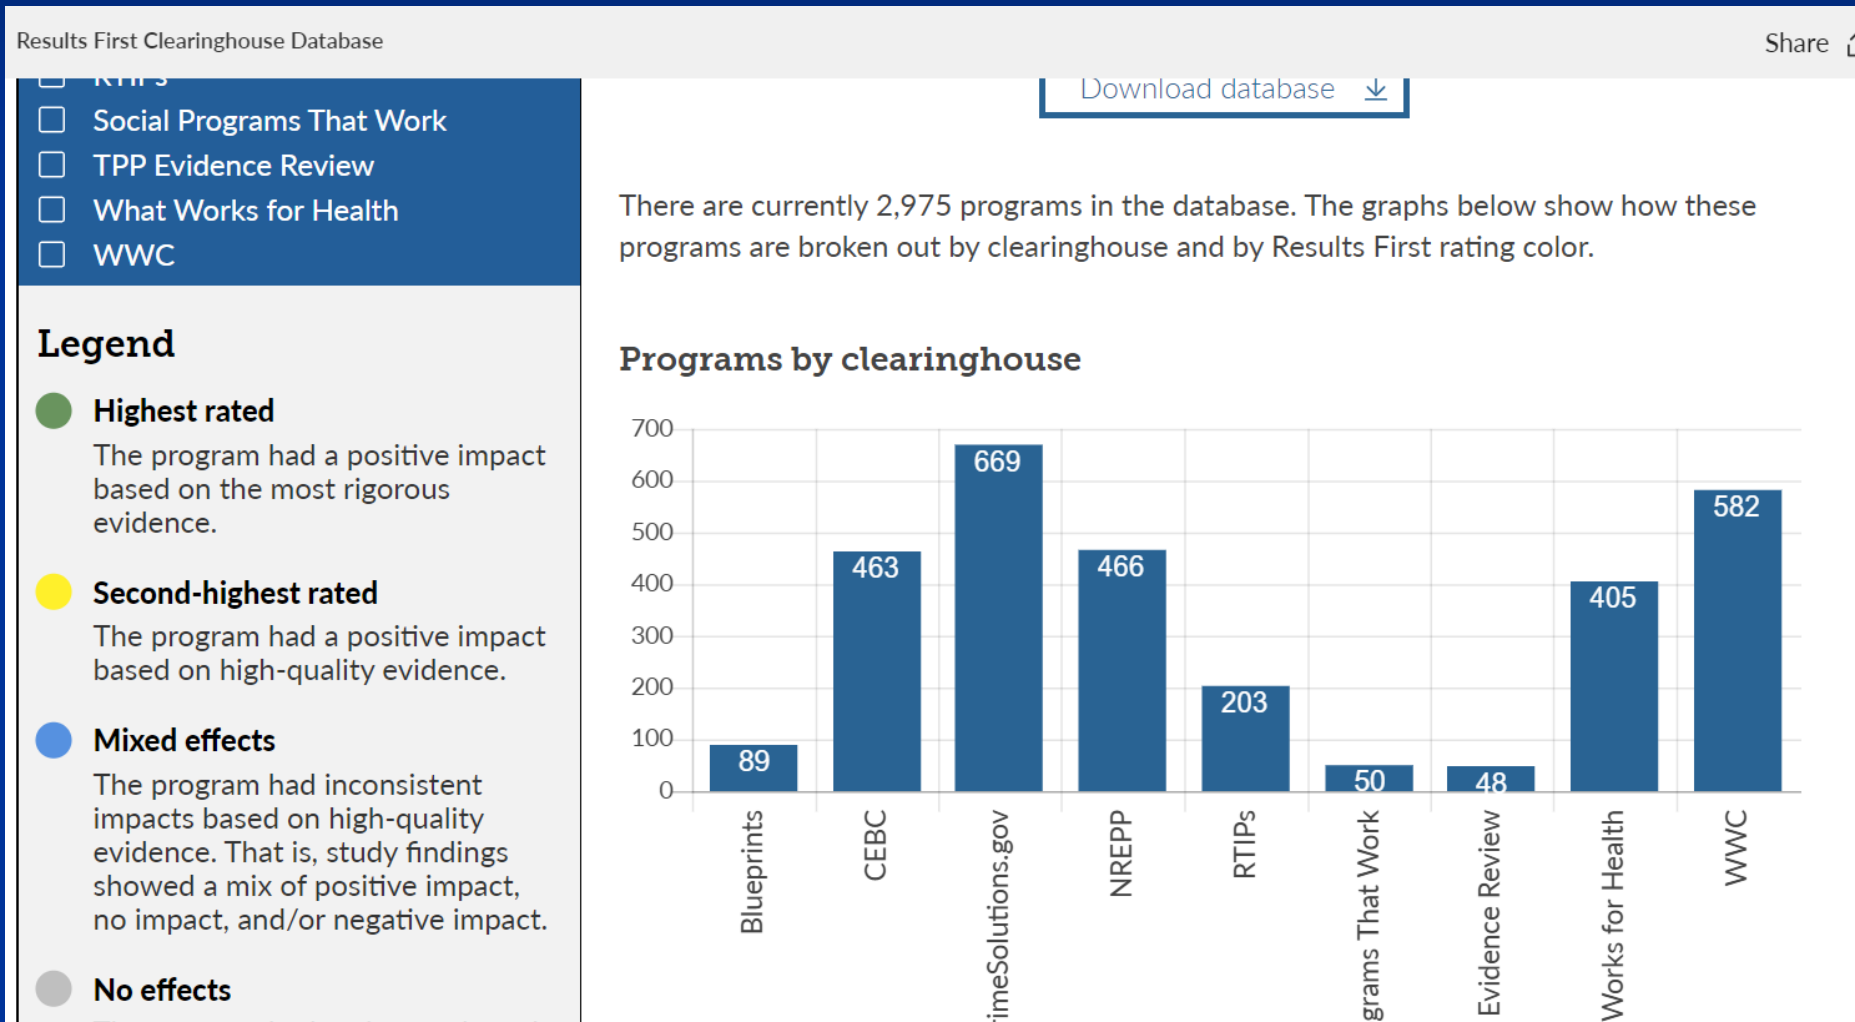 Results First Clearinghouse Database
Share
RTIPs
Social Programs That Work
TPP Evidence Review
What Works for Health
WWC
Legend
Highest rated
The program had a positive impact
based on the most rigorous
evidence.
Second-highest rated
The program had a positive impact
based on high-quality evidence.
Mixed effects
The program had inconsistent
impacts based on high-quality
evidence. That is, study findings
showed a mix of positive impact,
no impact, and/or negative impact.
No effects
Download database
There are currently 2,975 programs in the database. The graphs below show how these
programs are broken out by clearinghouse and by Results First rating color.
Programs by clearinghouse
700
600
500
400
300
200
100
0
89
463
669
466
203
50
48
405
582
Blueprints
CEBC
rimeSolutions.gov
NREPP
RTIPs
grams That Work
Evidence Review
Works for Health
WWC